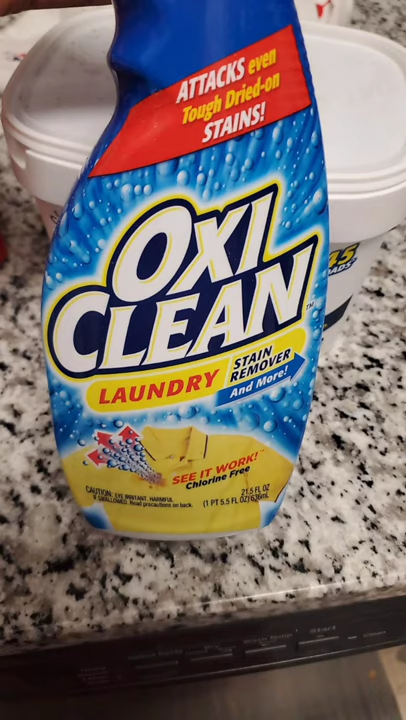 ATTACKS even
Tough Dried-on
STAINS!
OXI
CLEAN™
LAUNDRY
STAIN
REMOVER
And More!
SEE IT WORK!
Chlorine Free
CAUTION: EYE IRRITANT. HARMFUL
IF SWALLOWED. Read precautions on back.
21.5 FL OZ
(1 PT 5.5 FL OZ) 636mL
Start